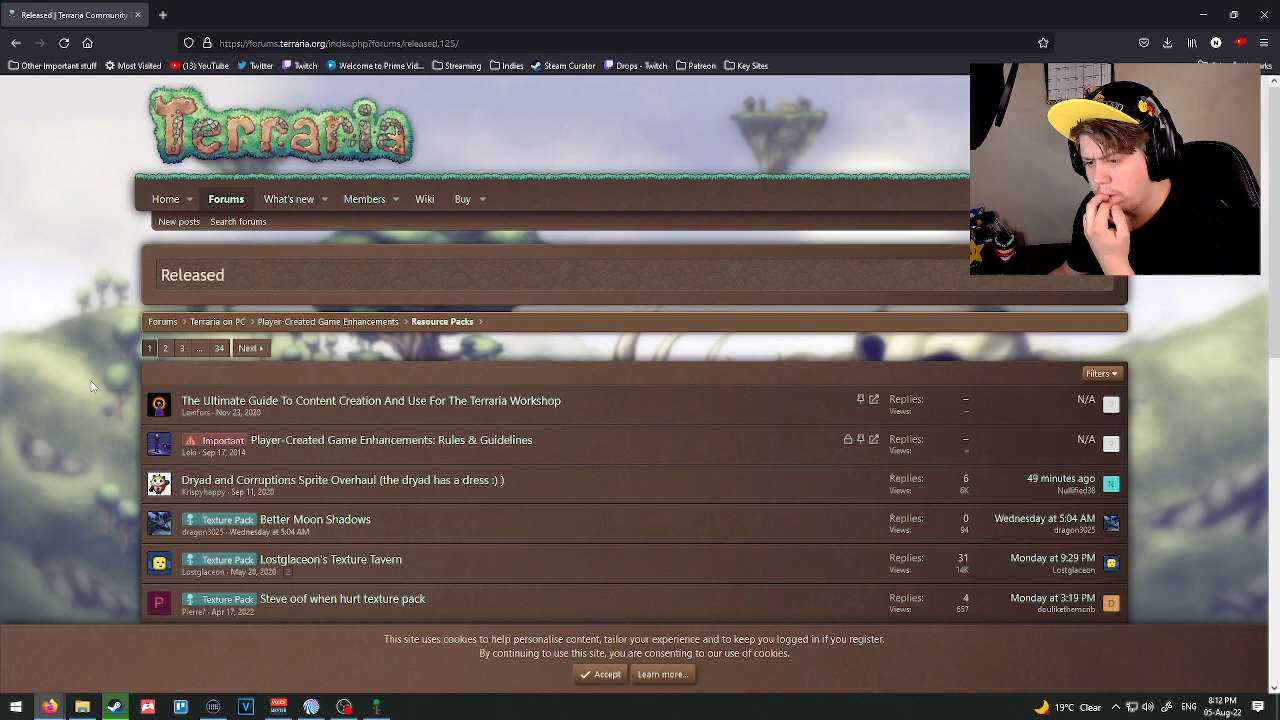 Released | Terraria Community
https://forums.terraria.org/index.php?forums/released.125/
Other Important stuff
Most Visited
(13) YouTube
Twitter
Twitch
Welcome to Prime Vid...
Streaming
Indies
Steam Curator
Drops - Twitch
Patreon
Key Sites
Terraria
Home
Forums
What's new
Members
Wiki
Buy
New posts
Search forums
Released
Forums > Terraria on PC > Player-Created Game Enhancements > Resource Packs >
1 2 3 ... 34 Next
Filters
The Ultimate Guide To Content Creation And Use For The Terraria Workshop
Leinfors · Nov 23, 2020
Replies: –
Views: –
N/A
Important Player-Created Game Enhancements: Rules & Guidelines
Loki · Sep 17, 2014
Replies: –
Views: –
N/A
Dryad and Corruptions Sprite Overhaul (the dryad has a dress :) )
Krispyhappy · Sep 11, 2020
Replies: 6
Views: 6K
49 minutes ago
Nullified38
N
Texture Pack Better Moon Shadows
dragon3025 · Wednesday at 5:04 AM
Replies: 0
Views: 94
Wednesday at 5:04 AM
dragon3025
Texture Pack Lostglaceon's Texture Tavern
Lostglaceon · May 20, 2020 2
Replies: 31
Views: 14K
Monday at 9:29 PM
Lostglaceon
P
Texture Pack Steve oof when hurt texture pack
Pierre? · Apr 17, 2022
Replies: 4
Views: 657
Monday at 3:19 PM
doulikethemcnb
D
This site uses cookies to help personalise content, tailor your experience and to keep you logged in if you register.
By continuing to use this site, you are consenting to our use of cookies.
Accept
Learn more...
19°C Clear
ENG
8:12 PM
05-Aug-22